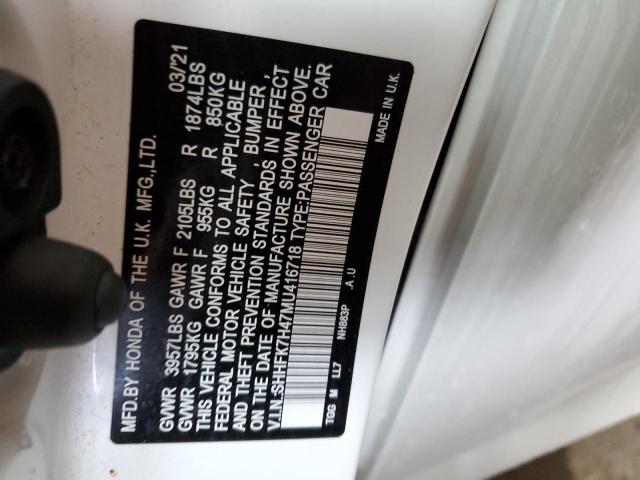 MFD.BY HONDA OF THE U.K. MFG.,LTD. 03/'21
GVWR 3957LBS GAWR F 2105LBS R 1874LBS
GVWR 1795KG GAWR F 955KG R 850KG
THIS VEHICLE CONFORMS TO ALL APPLICABLE
FEDERAL MOTOR VEHICLE SAFETY , BUMPER ,
AND THEFT PREVENTION STANDARDS IN EFFECT
ON THE DATE OF MANUFACTURE SHOWN ABOVE.
V.I.N.:SHHFK7H47MU416718 TYPE:PASSENGER CAR
TGG M LL7 NH883P .A.U MADE IN U.K.